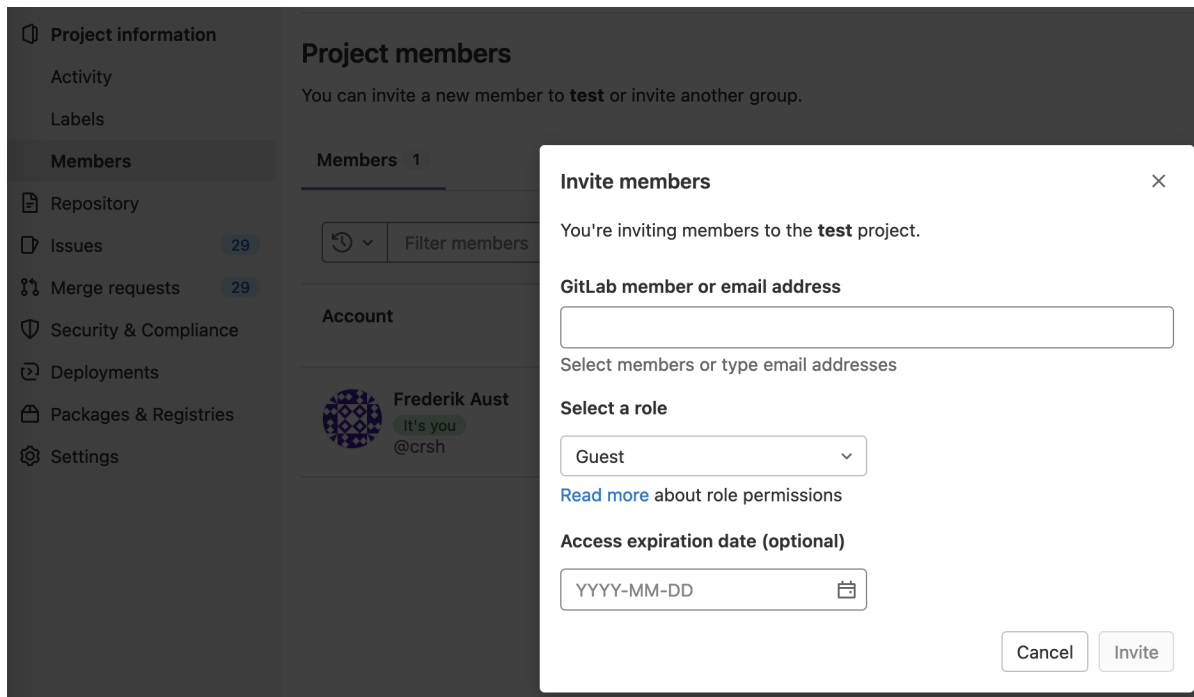 Project information
Activity
Labels
Members
Repository
Issues 29
Merge requests 29
Security & Compliance
Deployments
Packages & Registries
Settings
Project members
You can invite a new member to test or invite another group.
Members 1
Filter members
Account
Frederik Aust
It's you
@crsh
Invite members
You're inviting members to the test project.
GitLab member or email address
Select members or type email addresses
Select a role
Guest
Read more about role permissions
Access expiration date (optional)
YYYY-MM-DD
Cancel Invite